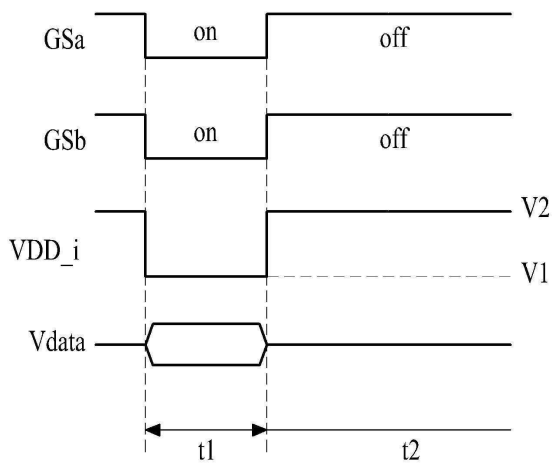 GSa on off
GSb on off
V2
VDD_i
V1
Vdata
t1 t2